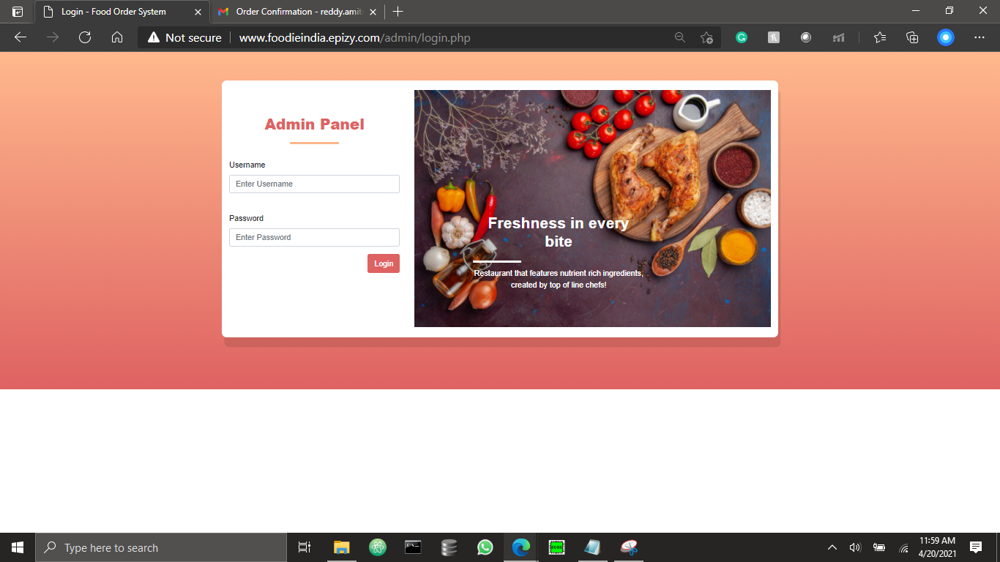 Login - Food Order System
Order Confirmation - reddy.amit
Not secure
www.foodieindia.epizy.com/admin/login.php
Admin Panel
Username
Enter Username
Password
Enter Password
Login
Freshness in every
bite
Restaurant that features nutrient rich ingredients,
created by top of line chefs!
Type here to search
11:59 AM
4/20/2021